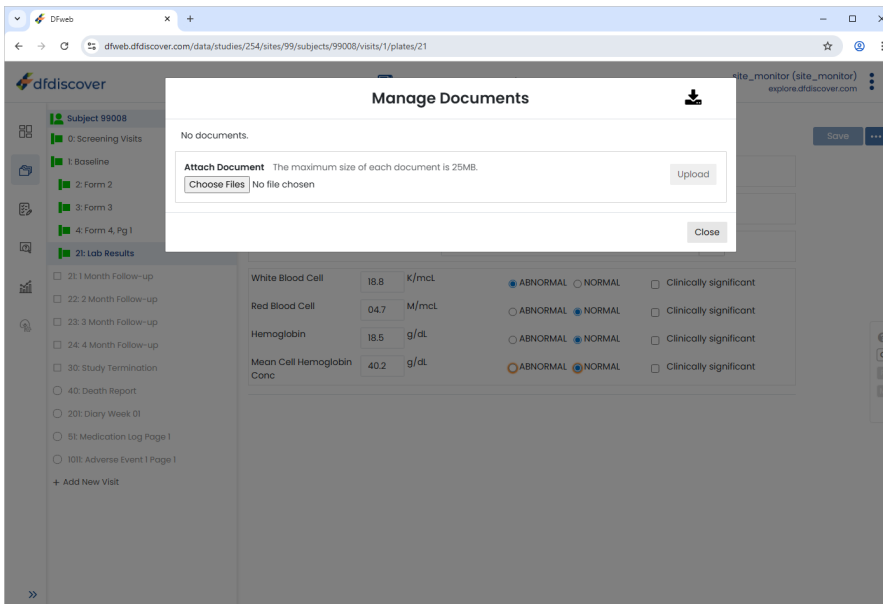 DFweb
dfweb.dfdiscover.com/data/studies/254/sites/99/subjects/99008/visits/1/plates/21
dfdiscover
site_monitor (site_monitor)
explore.dfdiscover.com
Manage Documents
No documents.
Attach Document The maximum size of each document is 25MB.
Choose Files No file chosen
Upload
Close
Save
Subject 99008
0: Screening Visits
1: Baseline
2: Form 2
3: Form 3
4: Form 4, Pg 1
21: Lab Results
21: 1 Month Follow-up
22: 2 Month Follow-up
23: 3 Month Follow-up
24: 4 Month Follow-up
30: Study Termination
40: Death Report
201: Diary Week 01
51: Medication Log Page 1
1011: Adverse Event 1 Page 1
+ Add New Visit
White Blood Cell 18.8 K/mcL ABNORMAL NORMAL Clinically significant
Red Blood Cell 04.7 M/mcL ABNORMAL NORMAL Clinically significant
Hemoglobin 18.5 g/dL ABNORMAL NORMAL Clinically significant
Mean Cell Hemoglobin 40.2 g/dL ABNORMAL NORMAL Clinically significant
Conc